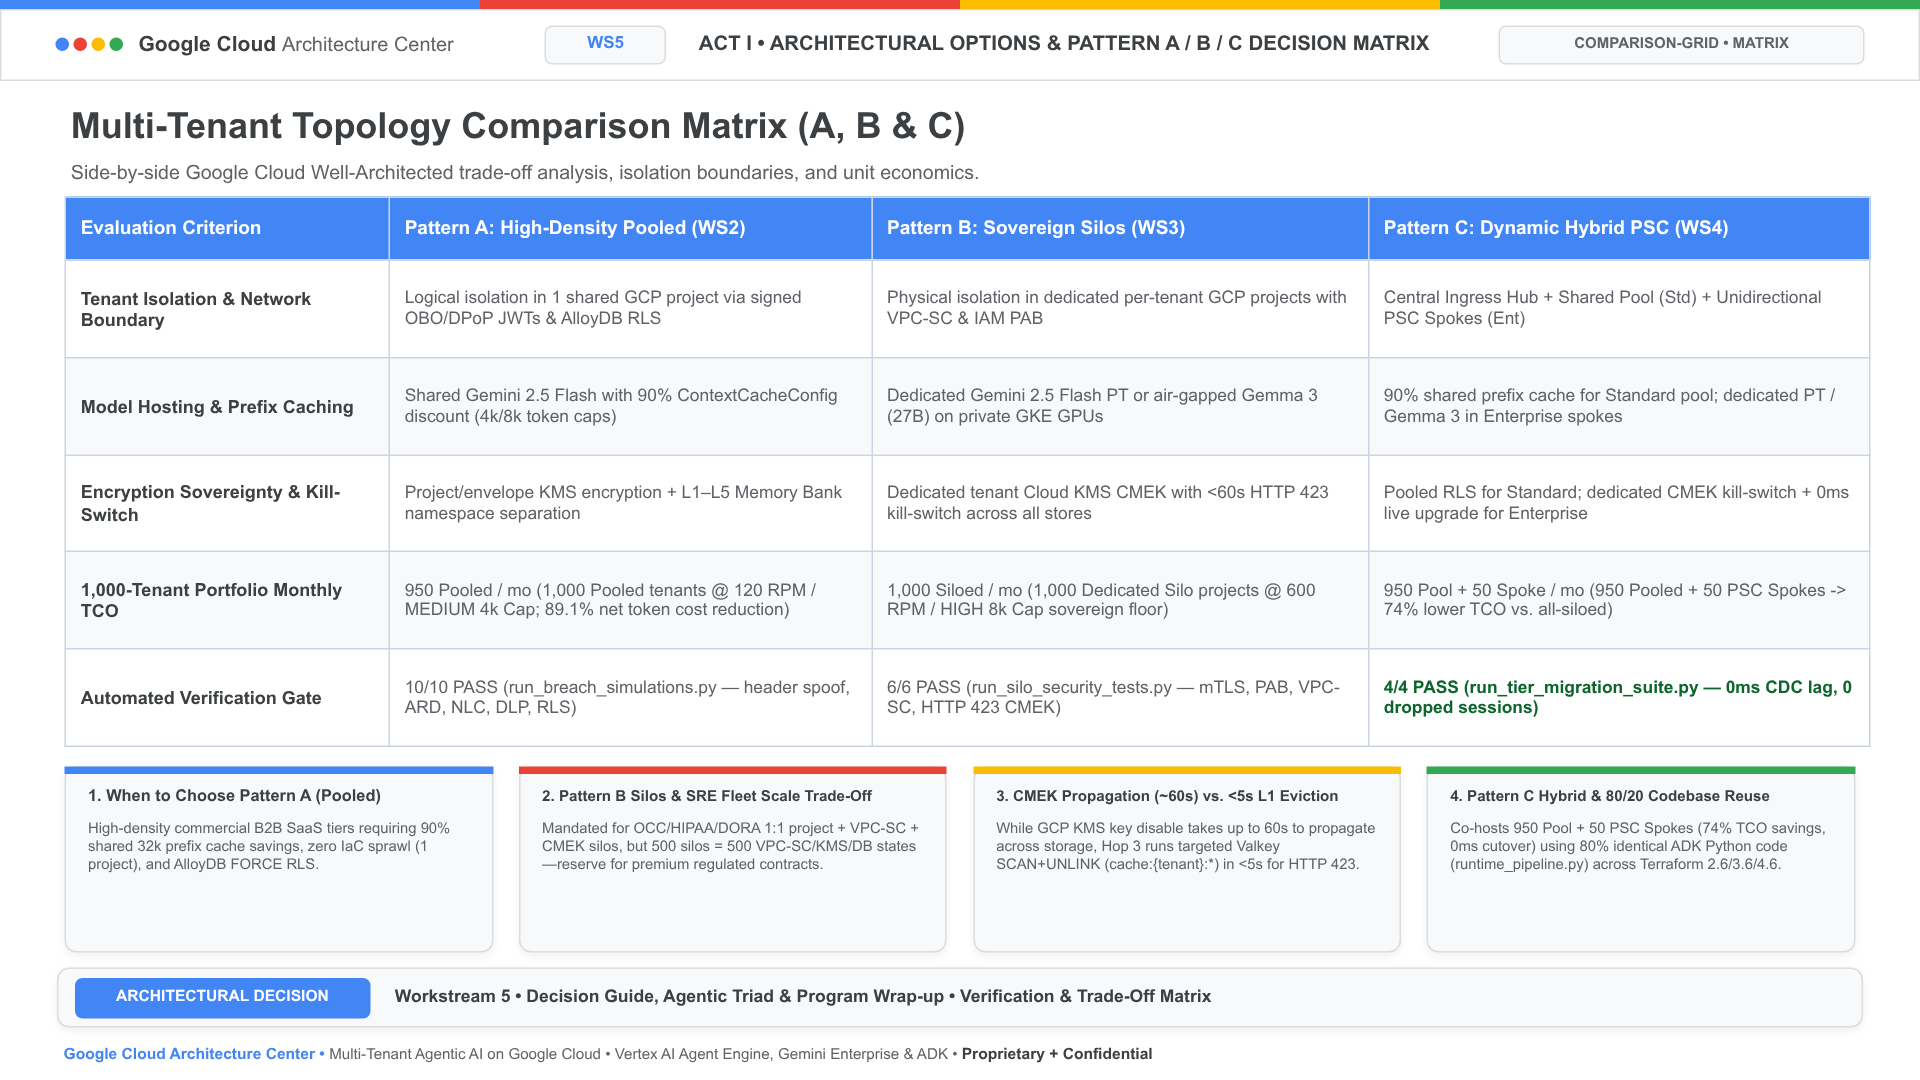 Google Cloud Architecture Center
WS5
ACT I • ARCHITECTURAL OPTIONS & PATTERN A / B / C DECISION MATRIX
COMPARISON-GRID • MATRIX
Multi-Tenant Topology Comparison Matrix (A, B & C)
Side-by-side Google Cloud Well-Architected trade-off analysis, isolation boundaries, and unit economics.
Evaluation Criterion
Pattern A: High-Density Pooled (WS2)
Pattern B: Sovereign Silos (WS3)
Pattern C: Dynamic Hybrid PSC (WS4)
Tenant Isolation & Network
Boundary
Logical isolation in 1 shared GCP project via signed
OBO/DPoP JWTs & AlloyDB RLS
Physical isolation in dedicated per-tenant GCP projects with
VPC-SC & IAM PAB
Central Ingress Hub + Shared Pool (Std) + Unidirectional
PSC Spokes (Ent)
Model Hosting & Prefix Caching
Shared Gemini 2.5 Flash with 90% ContextCacheConfig
discount (4k/8k token caps)
Dedicated Gemini 2.5 Flash PT or air-gapped Gemma 3
(27B) on private GKE GPUs
90% shared prefix cache for Standard pool; dedicated PT /
Gemma 3 in Enterprise spokes
Encryption Sovereignty & Kill-
Switch
Project/envelope KMS encryption + L1–L5 Memory Bank
namespace separation
Dedicated tenant Cloud KMS CMEK with <60s HTTP 423
kill-switch across all stores
Pooled RLS for Standard; dedicated CMEK kill-switch + 0ms
live upgrade for Enterprise
1,000-Tenant Portfolio Monthly
TCO
950 Pooled / mo (1,000 Pooled tenants @ 120 RPM /
MEDIUM 4k Cap; 89.1% net token cost reduction)
1,000 Siloed / mo (1,000 Dedicated Silo projects @ 600
RPM / HIGH 8k Cap sovereign floor)
950 Pool + 50 Spoke / mo (950 Pooled + 50 PSC Spokes ->
74% lower TCO vs. all-siloed)
Automated Verification Gate
10/10 PASS (run_breach_simulations.py — header spoof,
ARD, NLC, DLP, RLS)
6/6 PASS (run_silo_security_tests.py — mTLS, PAB, VPC-
SC, HTTP 423 CMEK)
4/4 PASS (run_tier_migration_suite.py — 0ms CDC lag, 0
dropped sessions)
1. When to Choose Pattern A (Pooled)
High-density commercial B2B SaaS tiers requiring 90%
shared 32k prefix cache savings, zero IaC sprawl (1
project), and AlloyDB FORCE RLS.
2. Pattern B Silos & SRE Fleet Scale Trade-Off
Mandated for OCC/HIPAA/DORA 1:1 project + VPC-SC +
CMEK silos, but 500 silos = 500 VPC-SC/KMS/DB states
—reserve for premium regulated contracts.
3. CMEK Propagation (~60s) vs. <5s L1 Eviction
While GCP KMS key disable takes up to 60s to propagate
across storage, Hop 3 runs targeted Valkey
SCAN+UNLINK (cache:{tenant}:*) in <5s for HTTP 423.
4. Pattern C Hybrid & 80/20 Codebase Reuse
Co-hosts 950 Pool + 50 PSC Spokes (74% TCO savings,
0ms cutover) using 80% identical ADK Python code
(runtime_pipeline.py) across Terraform 2.6/3.6/4.6.
ARCHITECTURAL DECISION
Workstream 5 • Decision Guide, Agentic Triad & Program Wrap-up • Verification & Trade-Off Matrix
Google Cloud Architecture Center • Multi-Tenant Agentic AI on Google Cloud • Vertex AI Agent Engine, Gemini Enterprise & ADK • Proprietary + Confidential